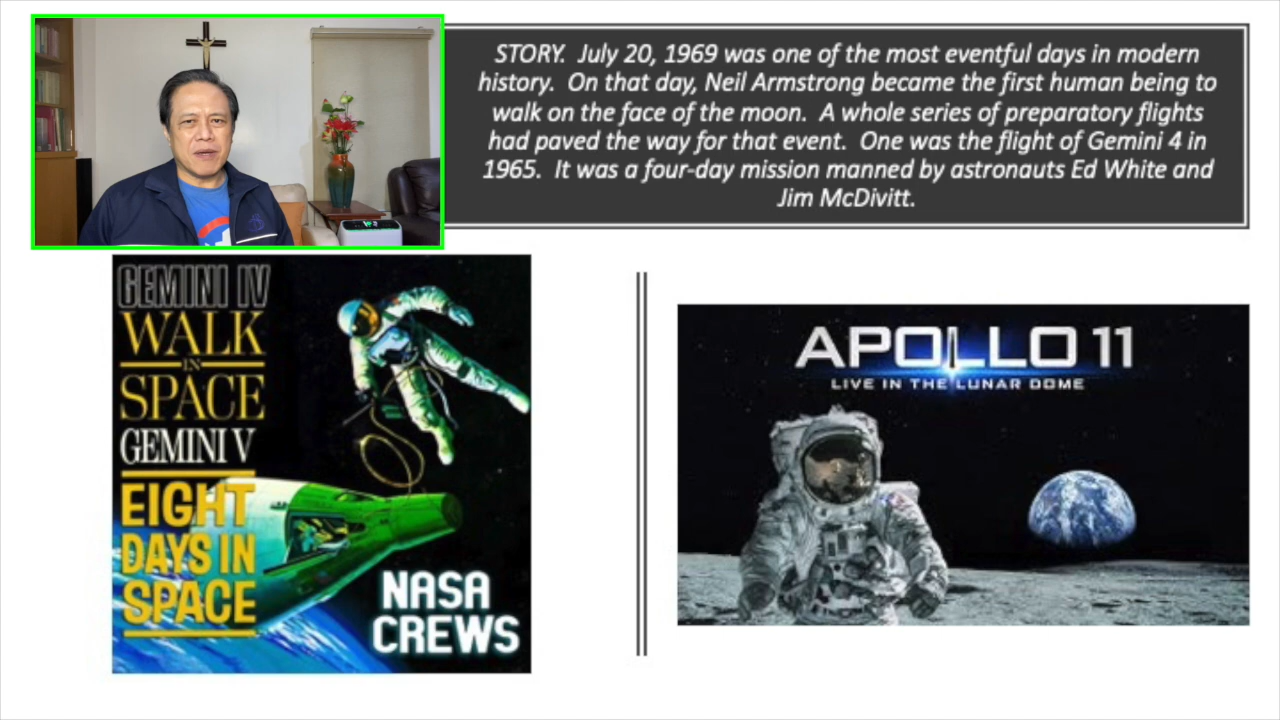 STORY.  July 20, 1969 was one of the most eventful days in modern
history.  On that day, Neil Armstrong became the first human being to
walk on the face of the moon.  A whole series of preparatory flights
had paved the way for that event.  One was the flight of Gemini 4 in
1965.  It was a four-day mission manned by astronauts Ed White and
Jim McDivitt.
GEMINI IV
WALK
IN
SPACE
GEMINI V
EIGHT
DAYS IN
SPACE
NASA
CREWS
APOLLO 11
LIVE IN THE LUNAR DOME